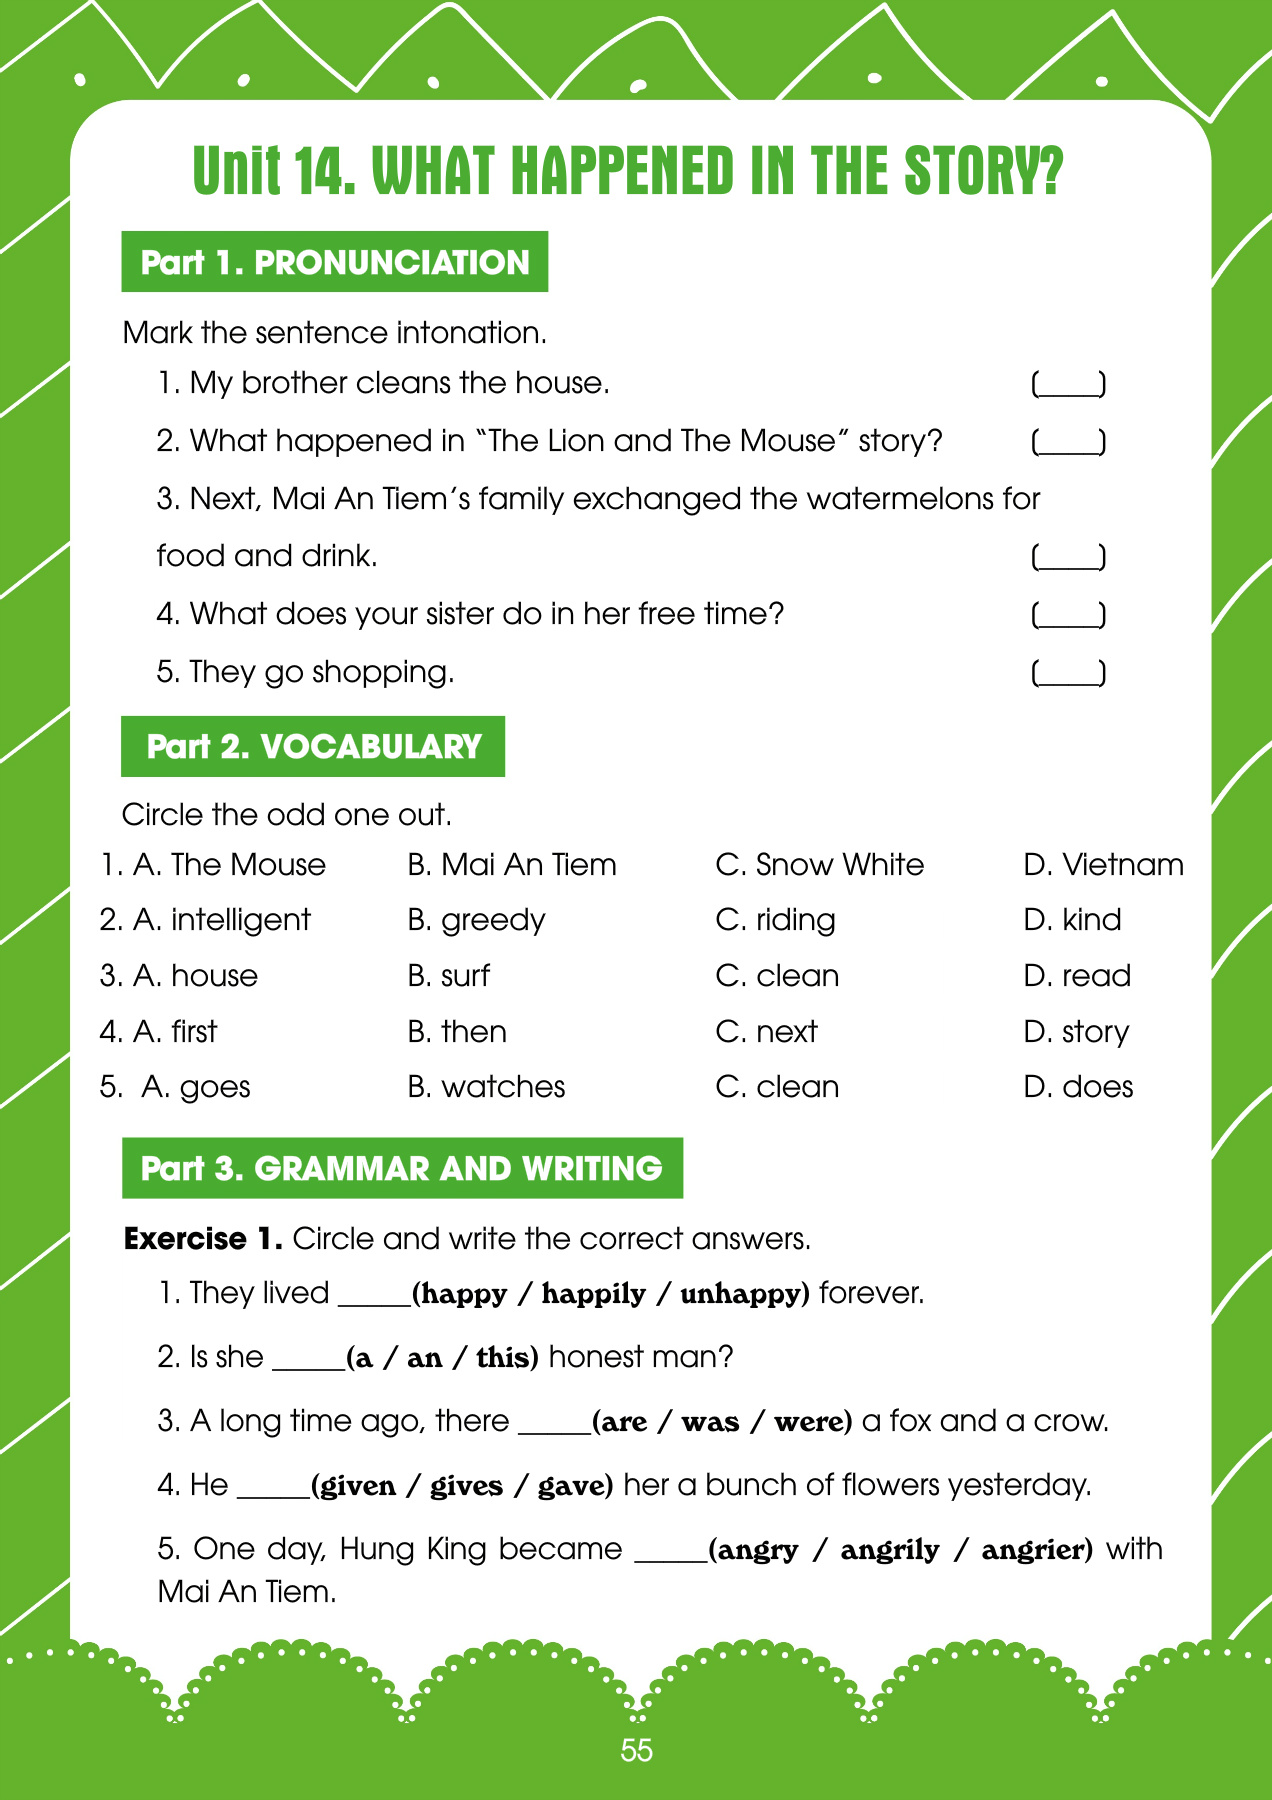 Unit 14. WHAT HAPPENED IN THE STORY?
Part 1. PRONUNCIATION
Mark the sentence intonation.
1. My brother cleans the house. (____)
2. What happened in “The Lion and The Mouse” story? (____)
3. Next, Mai An Tiem’s family exchanged the watermelons for
food and drink. (____)
4. What does your sister do in her free time? (____)
5. They go shopping. (____)
Part 2. VOCABULARY
Circle the odd one out.
1. A. The Mouse B. Mai An Tiem C. Snow White D. Vietnam
2. A. intelligent B. greedy C. riding D. kind
3. A. house B. surf C. clean D. read
4. A. first B. then C. next D. story
5. A. goes B. watches C. clean D. does
Part 3. GRAMMAR AND WRITING
Exercise 1. Circle and write the correct answers.
1. They lived _____(happy / happily / unhappy) forever.
2. Is she _____(a / an / this) honest man?
3. A long time ago, there _____(are / was / were) a fox and a crow.
4. He _____(given / gives / gave) her a bunch of flowers yesterday.
5. One day, Hung King became _____(angry / angrily / angrier) with
Mai An Tiem.
55